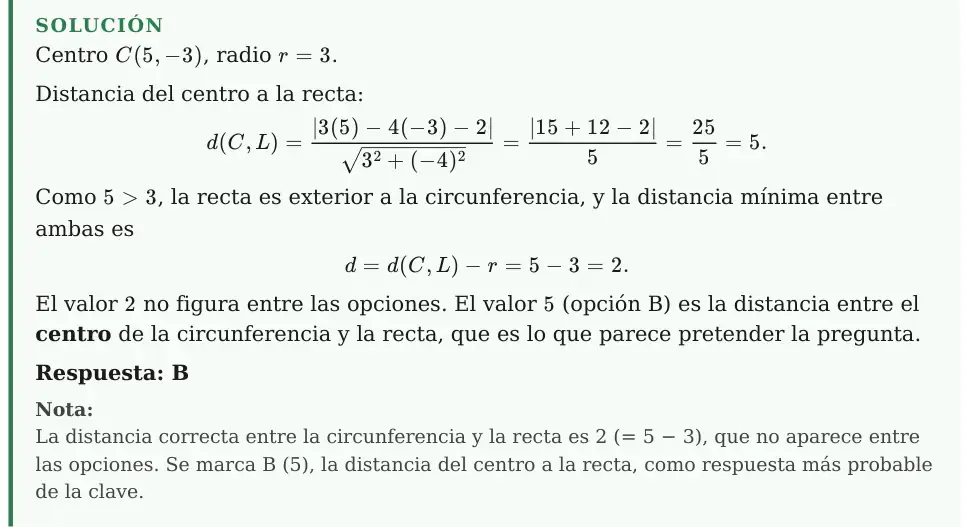 SOLUCIÓN
Centro C(5, −3), radio r = 3.
Distancia del centro a la recta:
d(C, L) = |3(5) − 4(−3) − 2| / √(3² + (−4)²) = |15 + 12 − 2| / 5 = 25 / 5 = 5.
Como 5 > 3, la recta es exterior a la circunferencia, y la distancia mínima entre
ambas es
d = d(C, L) − r = 5 − 3 = 2.
El valor 2 no figura entre las opciones. El valor 5 (opción B) es la distancia entre el
centro de la circunferencia y la recta, que es lo que parece pretender la pregunta.
Respuesta: B
Nota:
La distancia correcta entre la circunferencia y la recta es 2 (= 5 − 3), que no aparece entre
las opciones. Se marca B (5), la distancia del centro a la recta, como respuesta más probable
de la clave.